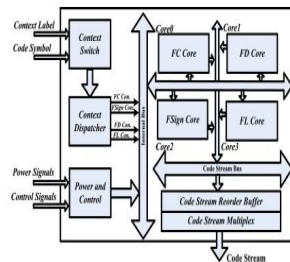 Context Label
Code Symbol
Context Switch
Context Dispatcher
FC Con.
FSign Con.
FD Con.
FL Con.
Internal Bus
Power Signals
Control Signals
Power and Control
Core0
Core1
FC Core
FD Core
FSign Core
FL Core
Core2
Core3
Code Stream Bus
Code Stream Reorder Buffer
Code Stream Multiplex
Code Stream